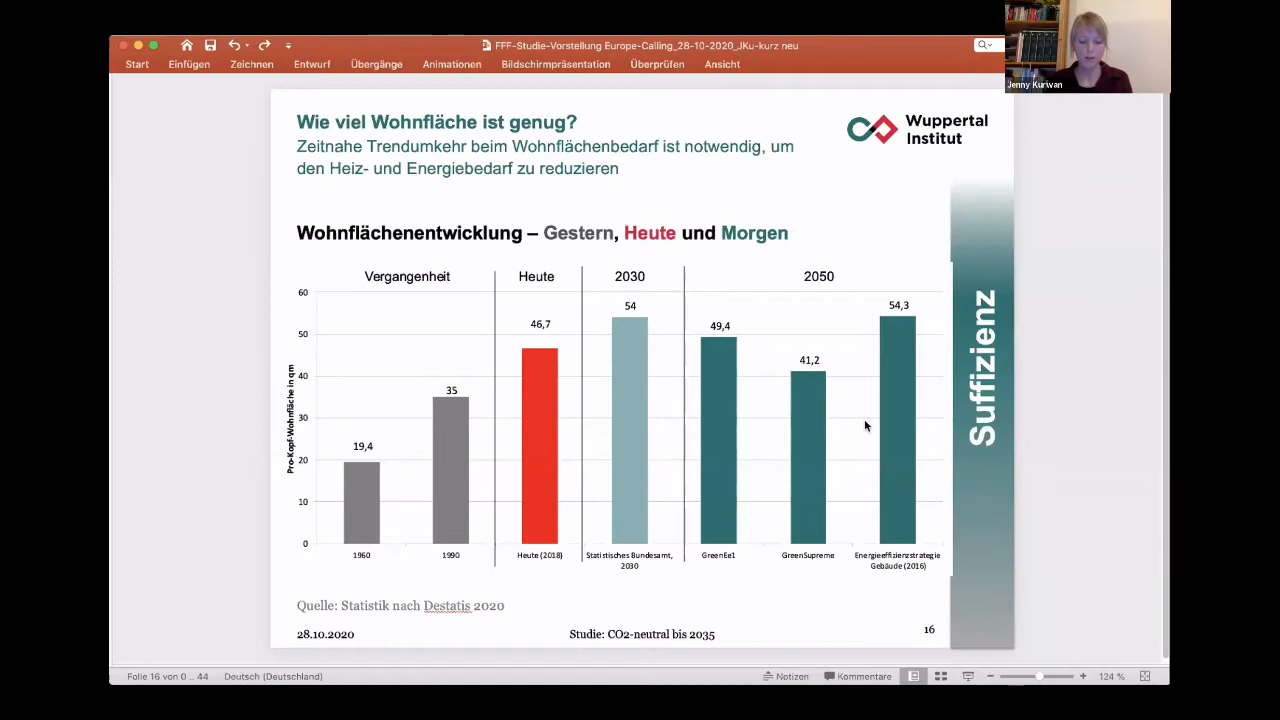 FFF-Studie-Vorstellung Europe-Calling_28-10-2020_JKu-kurz neu
Start Einfügen Zeichnen Entwurf Übergänge Animationen Bildschirmpräsentation Überprüfen Ansicht
Jenny Kurwan
Wie viel Wohnfläche ist genug?
Zeitnahe Trendumkehr beim Wohnflächenbedarf ist notwendig, um
den Heiz- und Energiebedarf zu reduzieren
Wuppertal
Institut
Wohnflächenentwicklung – Gestern, Heute und Morgen
Vergangenheit Heute 2030 2050
Pro-Kopf-Wohnfläche in qm
60
50
40
30
20
10
0
19,4
35
46,7
54
49,4
41,2
54,3
1960 1990 Heute (2018) Statistisches Bundesamt, GreenEe1 GreenSupreme Energieeffizienzstrategie
2030 Gebäude (2016)
Suffizienz
Quelle: Statistik nach Destatis 2020
28.10.2020 Studie: CO2-neutral bis 2035 16
Folie 16 von 0 .. 44 Deutsch (Deutschland) Notizen Kommentare 124 %